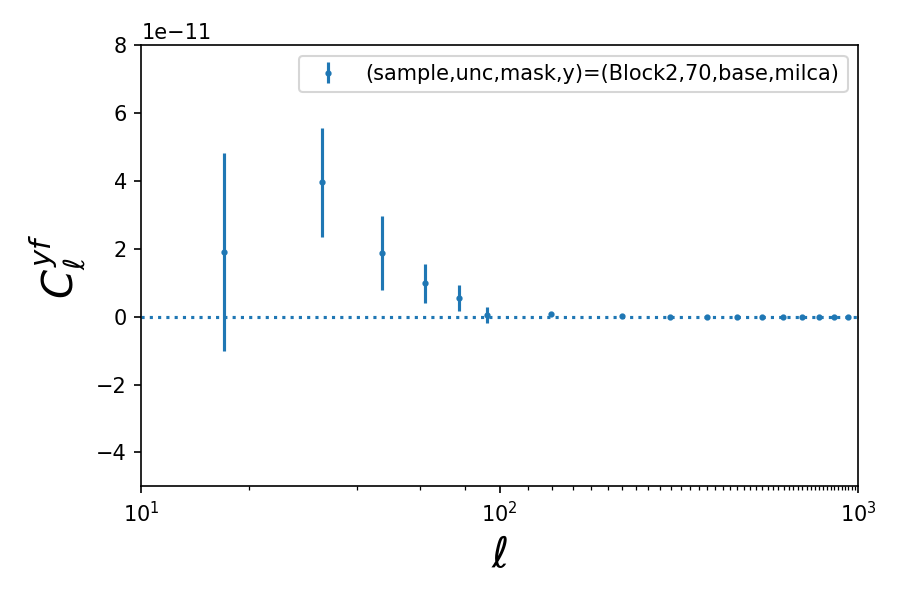 1e−11
(sample,unc,mask,y)=(Block2,70,base,milca)
8
6
4
2
0
−2
−4
C_ℓ^{yf}
10^1
10^2
10^3
ℓ